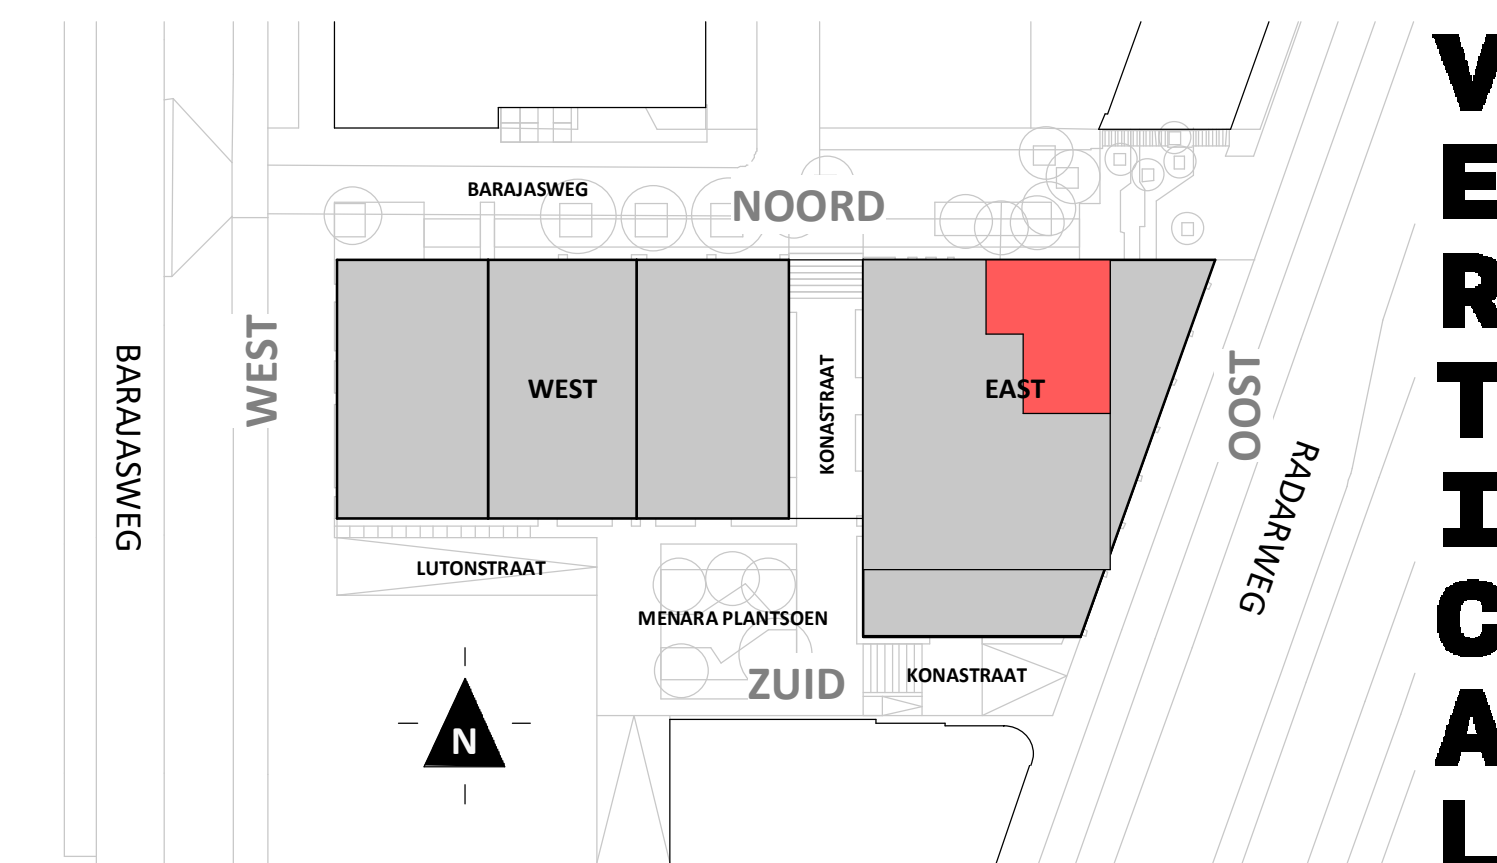 BARAJASWEG
NOORD
WEST
BARAJASWEG
WEST
KONASTRAAT
EAST
OOST
RADARWEG
LUTONSTRAAT
MENARA PLANTSOEN
ZUID
KONASTRAAT
N
VERTICAL